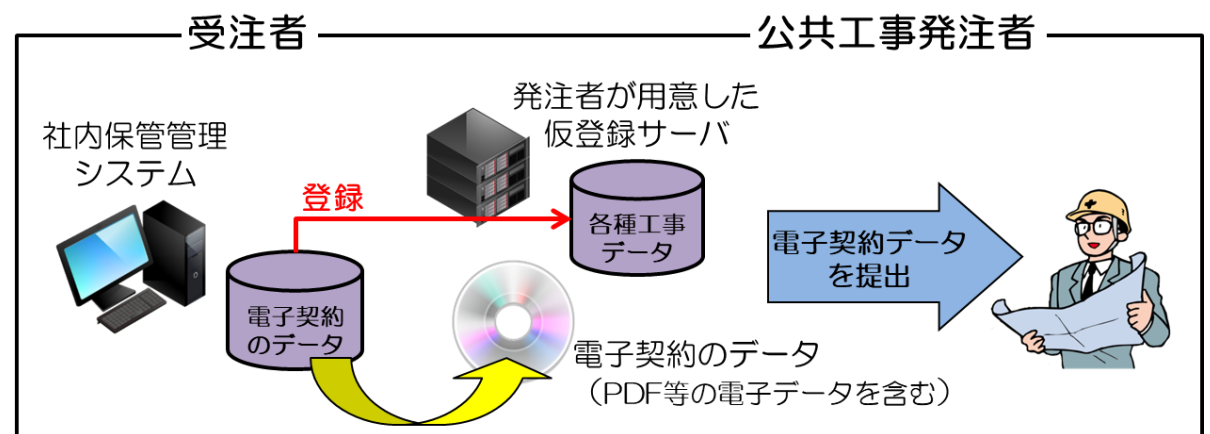 受注者
公共工事発注者
社内保管管理
システム
発注者が用意した
仮登録サーバ
登録
各種工事
データ
電子契約
のデータ
電子契約のデータ
（PDF等の電子データを含む）
電子契約データ
を提出